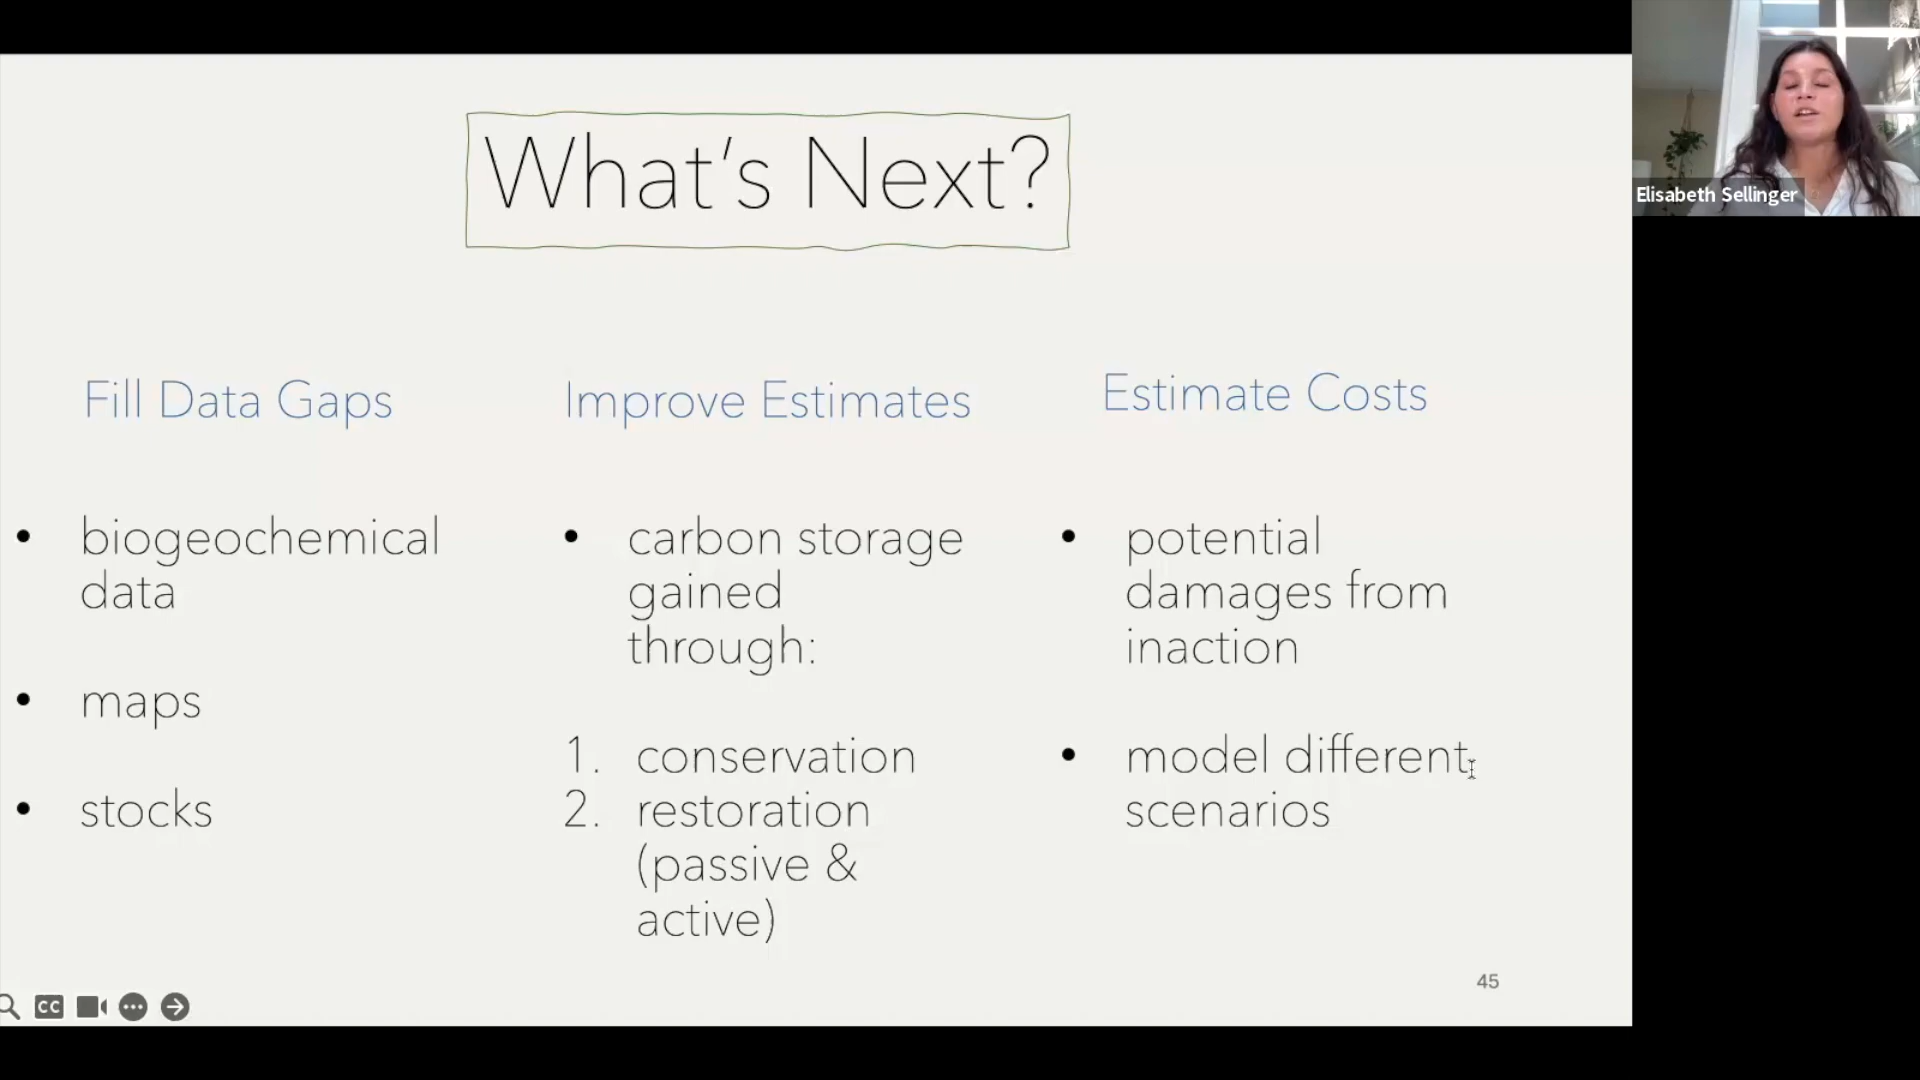 What's Next?
Elisabeth Sellinger
Fill Data Gaps
• biogeochemical
data
• maps
• stocks
Improve Estimates
• carbon storage
gained
through:
1. conservation
2. restoration
(passive &
active)
Estimate Costs
• potential
damages from
inaction
• model different
scenarios
45
CC